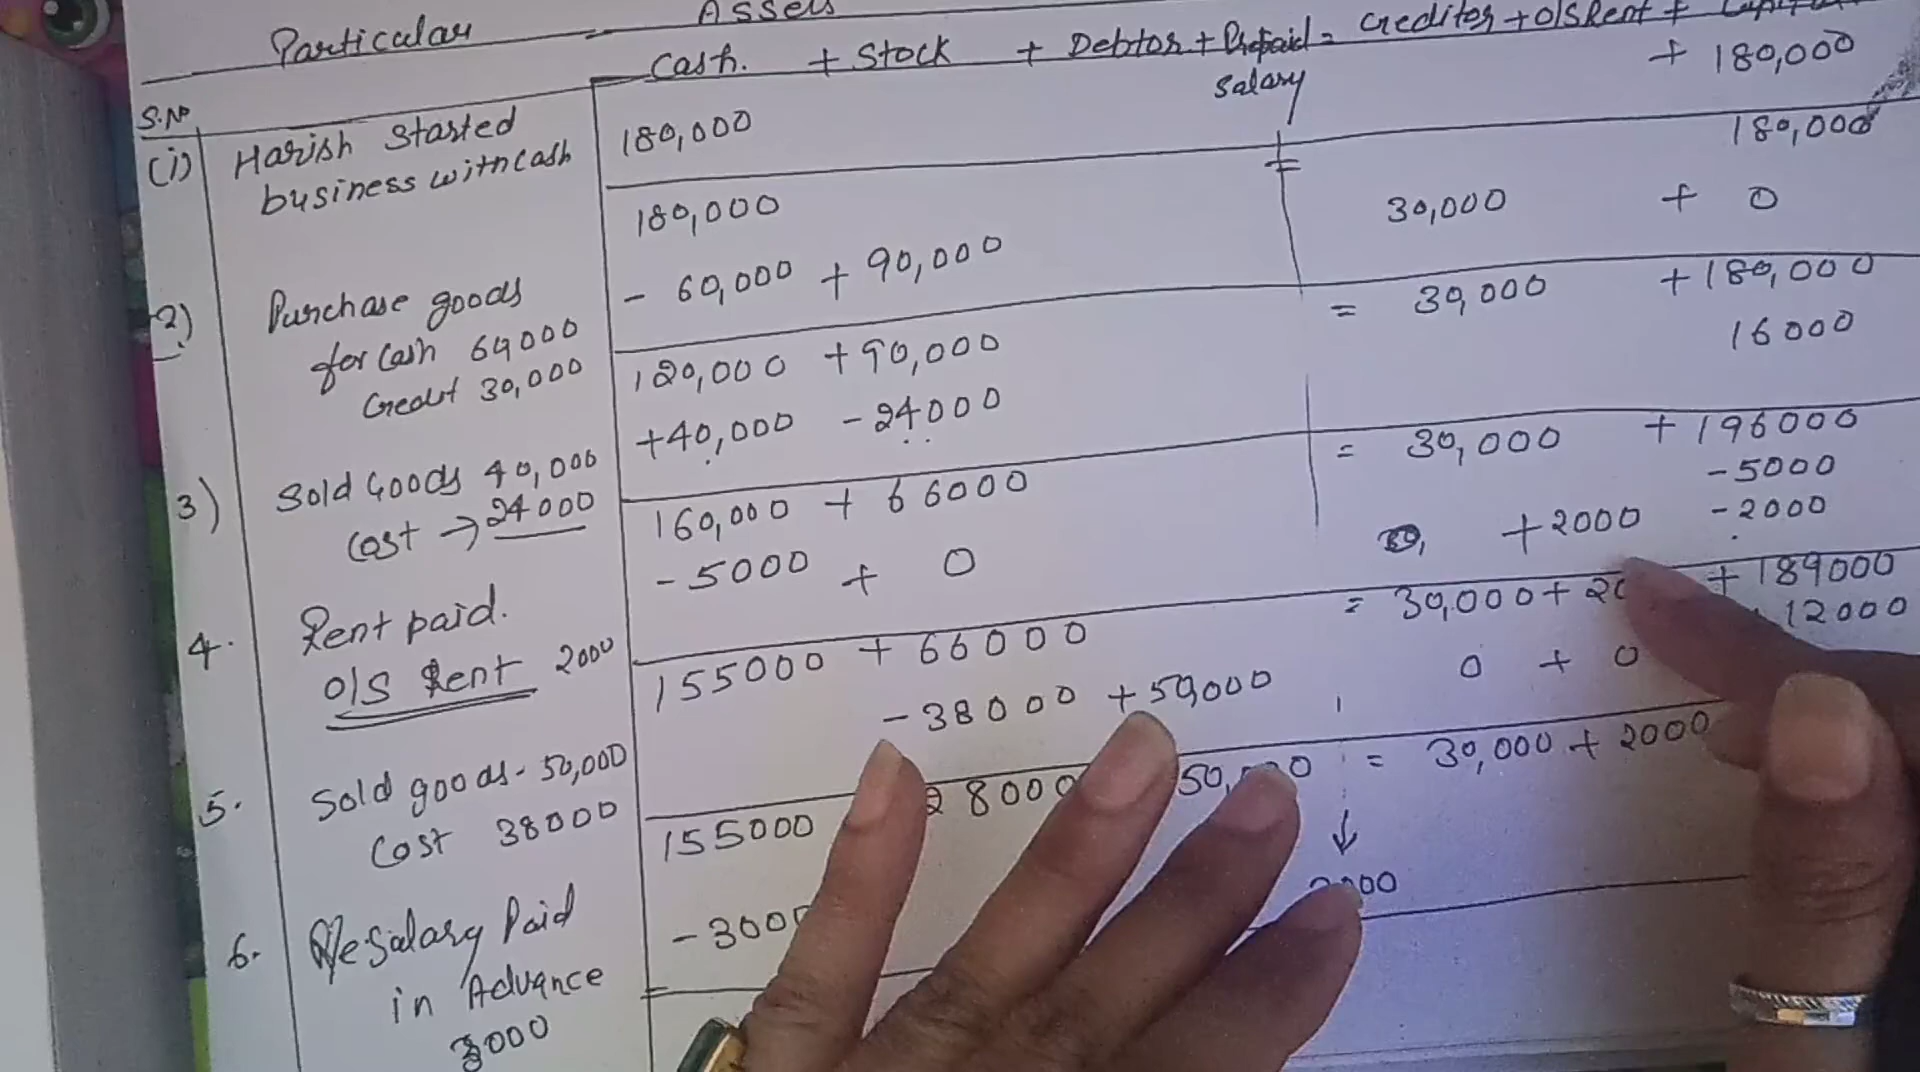 Particular = Assets
Cash. + Stock + Debtor + Prepaid = Creditor + O/S Rent + Capital
Salary
S.No
(i) Harish Started 180,000 + 180,000
business with cash
180,000 = 180,000
- 60,000 + 90,000 30,000 + 0
2) Purchase goods
for Cash 60,000
Credit 30,000
120,000 + 90,000 = 30,000 + 180,000
+40,000 - 24000 16000
3) Sold Goods 40,000
Cost → 24000
160,000 + 66000 = 30,000 + 196000
- 5000 + 0 - 5000
+2000 - 2000
4. Rent paid.
O/S Rent 2000
155000 + 66000 = 30,000 + 20 + 189000
- 38000 + 50,000 0 + 0 12000
5. Sold goods - 50,000
Cost 38000
155000 28000 50, 0 = 30,000 + 2000
- 3000 000
6. Salary Paid
in Advance
3000